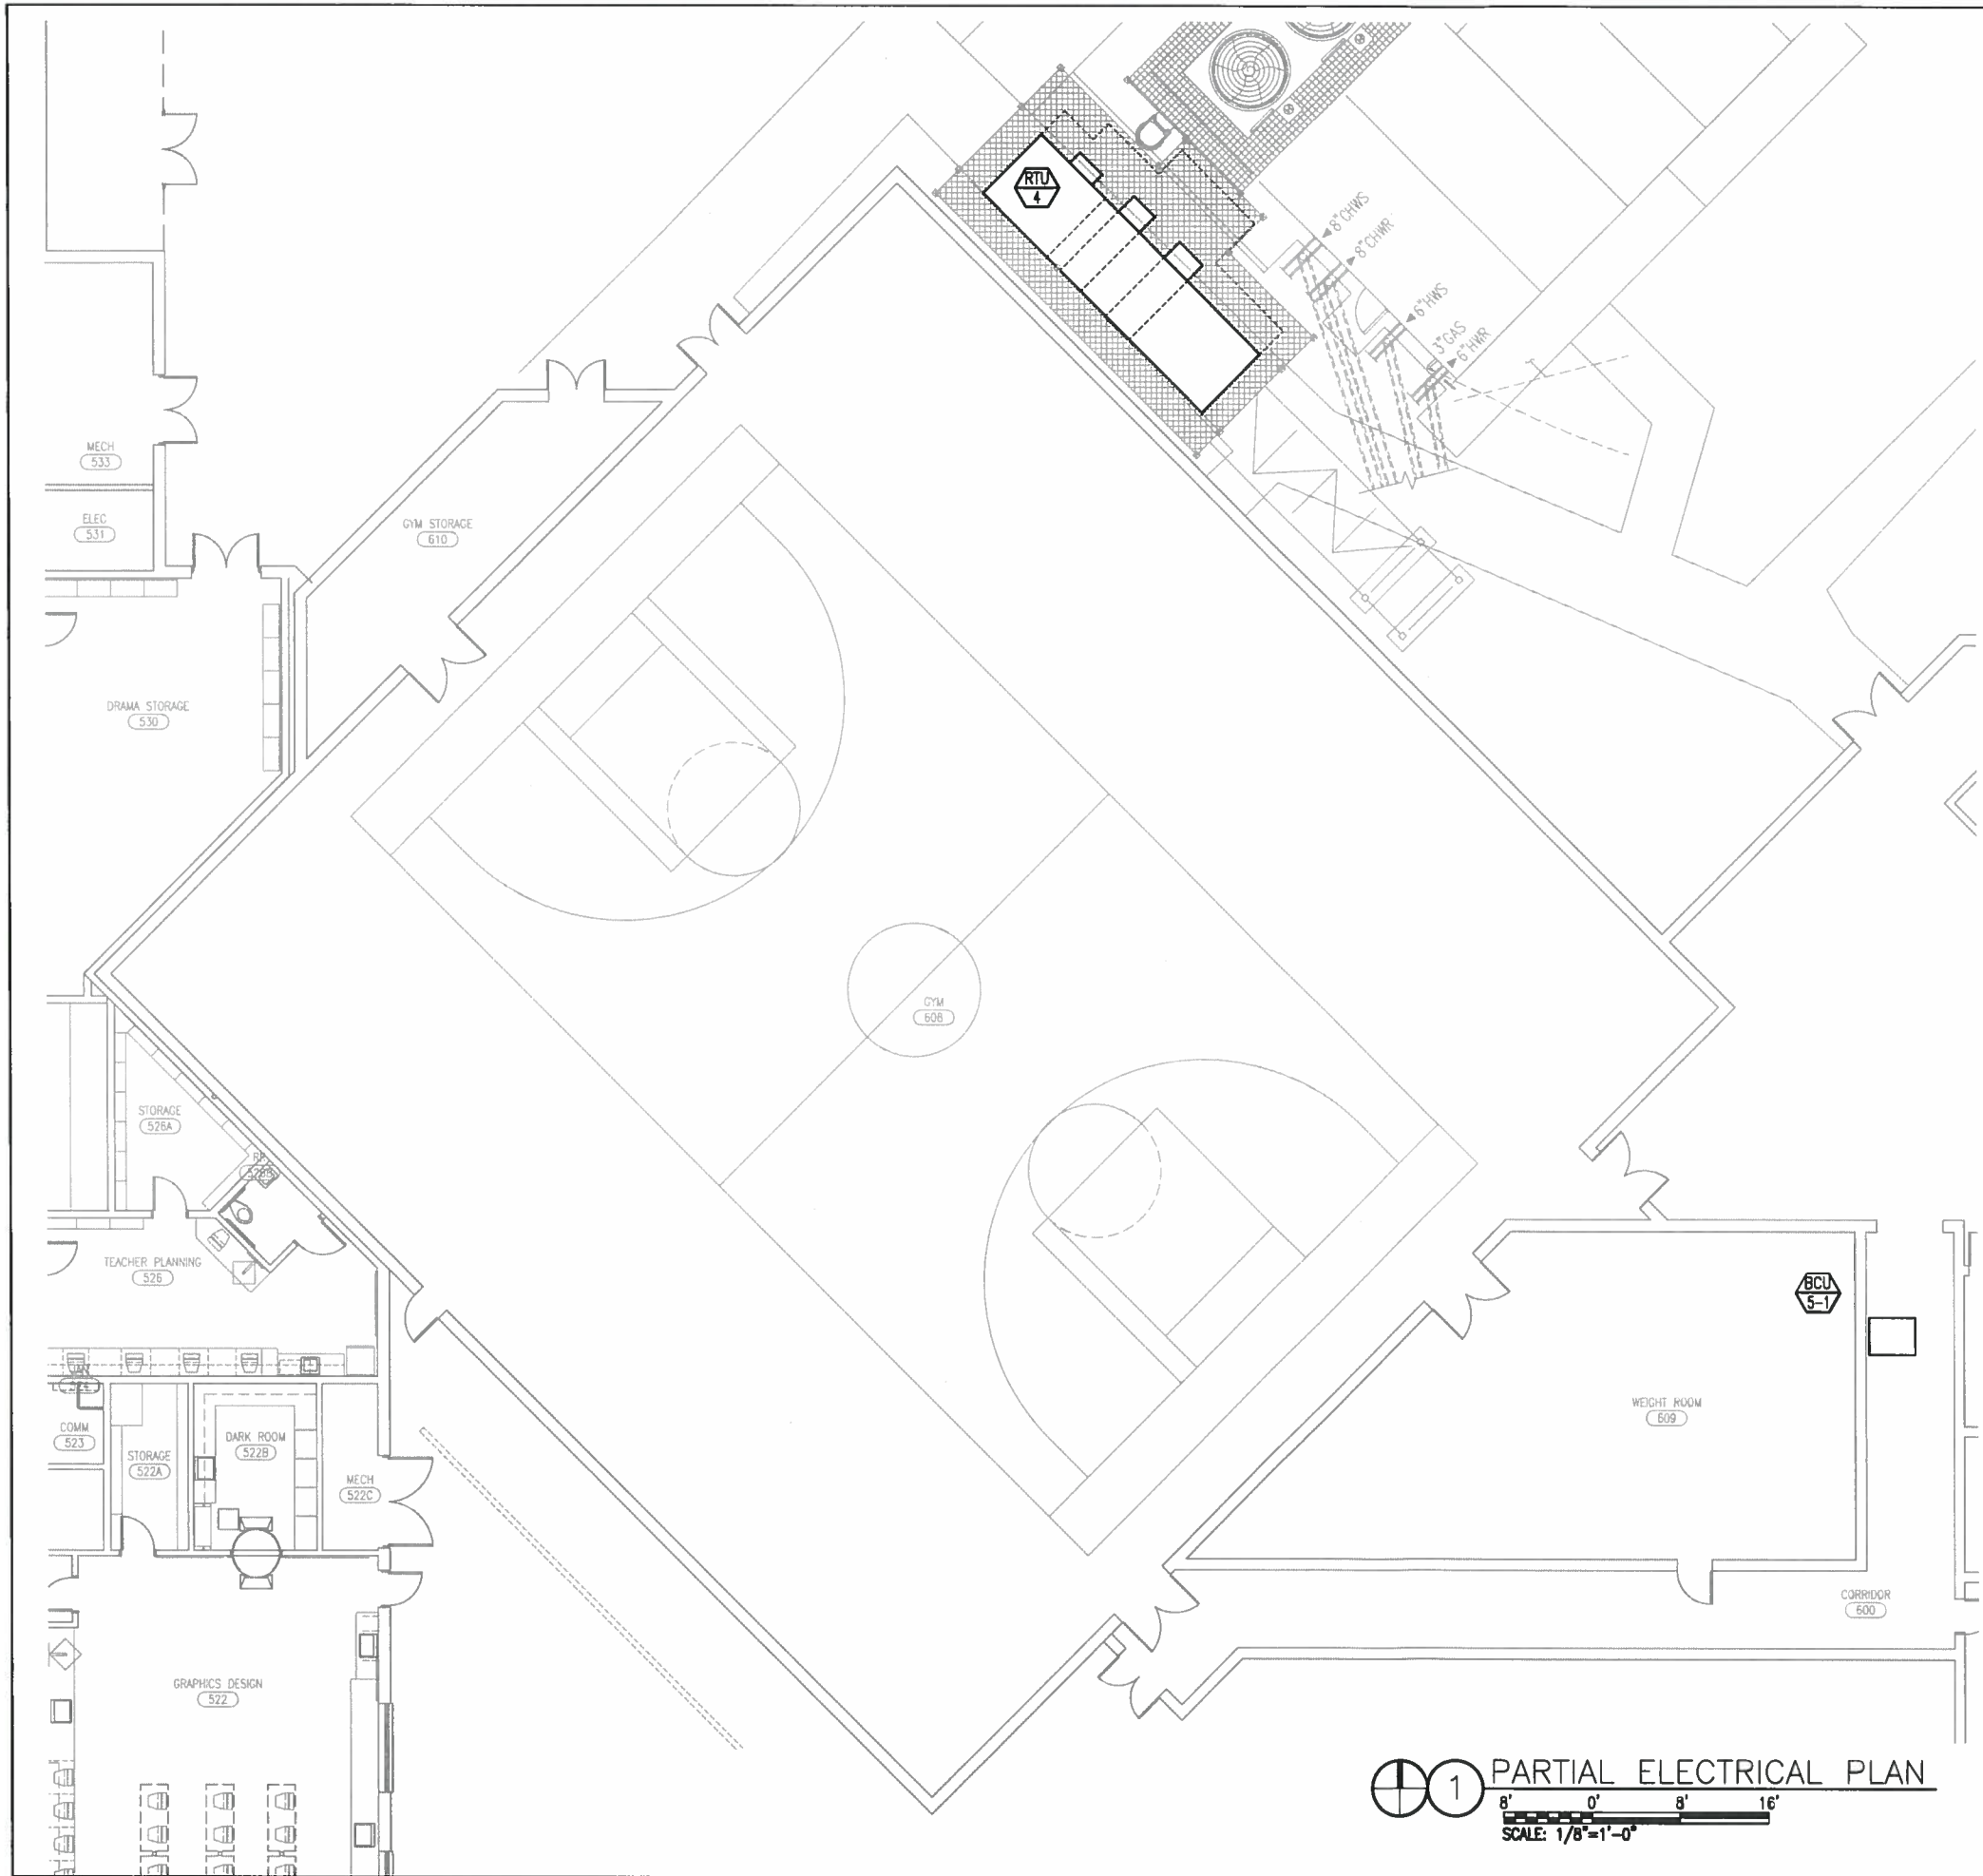 RTU
4
8"CHWS
8"CHWR
6"HWS
3"GAS
6"HWR
MECH
533
ELEC
531
GYM STORAGE
610
DRAMA STORAGE
530
GYM
608
STORAGE
526A
RR
TEACHER PLANNING
526
BCU
5-1
WEIGHT ROOM
609
COMM
523
STORAGE
522A
DARK ROOM
522B
MECH
522C
CORRIDOR
600
GRAPHICS DESIGN
522
1 PARTIAL ELECTRICAL PLAN
8' 0' 8' 16'
SCALE: 1/8"=1'-0"